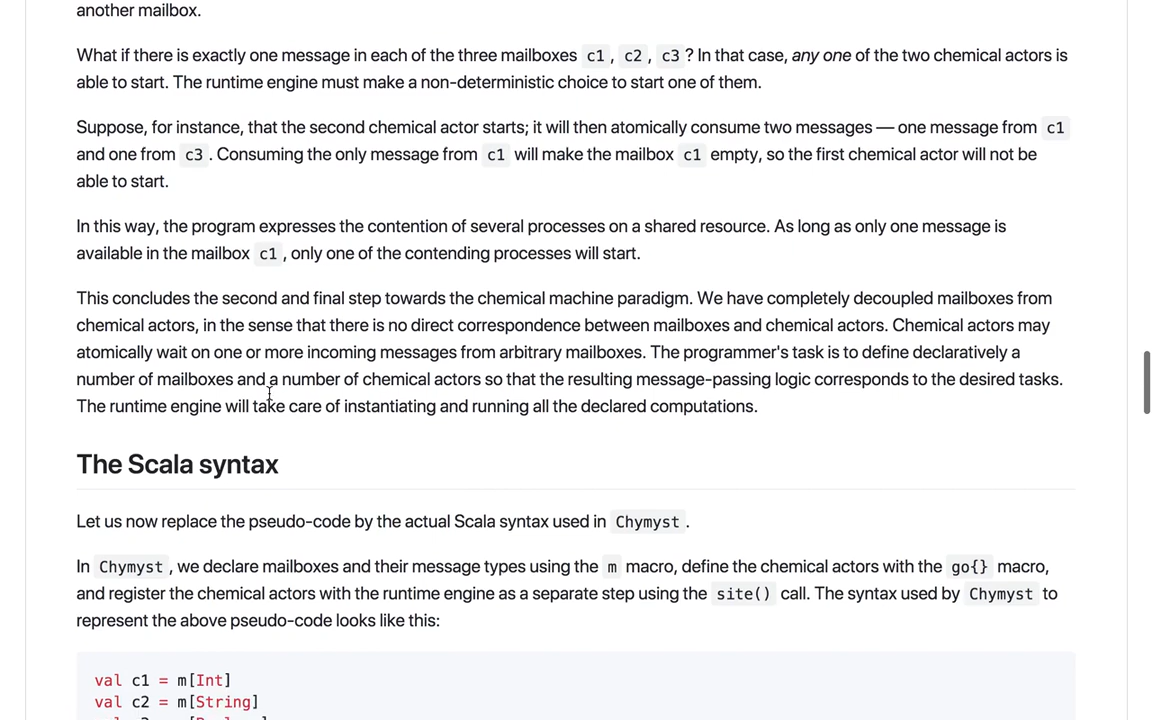 another mailbox.
What if there is exactly one message in each of the three mailboxes c1, c2, c3? In that case, any one of the two chemical actors is
able to start. The runtime engine must make a non-deterministic choice to start one of them.
Suppose, for instance, that the second chemical actor starts; it will then atomically consume two messages — one message from c1
and one from c3. Consuming the only message from c1 will make the mailbox c1 empty, so the first chemical actor will not be
able to start.
In this way, the program expresses the contention of several processes on a shared resource. As long as only one message is
available in the mailbox c1, only one of the contending processes will start.
This concludes the second and final step towards the chemical machine paradigm. We have completely decoupled mailboxes from
chemical actors, in the sense that there is no direct correspondence between mailboxes and chemical actors. Chemical actors may
atomically wait on one or more incoming messages from arbitrary mailboxes. The programmer's task is to define declaratively a
number of mailboxes and a number of chemical actors so that the resulting message-passing logic corresponds to the desired tasks.
The runtime engine will take care of instantiating and running all the declared computations.
The Scala syntax
Let us now replace the pseudo-code by the actual Scala syntax used in Chymyst.
In Chymyst, we declare mailboxes and their message types using the m macro, define the chemical actors with the go{} macro,
and register the chemical actors with the runtime engine as a separate step using the site() call. The syntax used by Chymyst to
represent the above pseudo-code looks like this:
val c1 = m[Int]
val c2 = m[String]